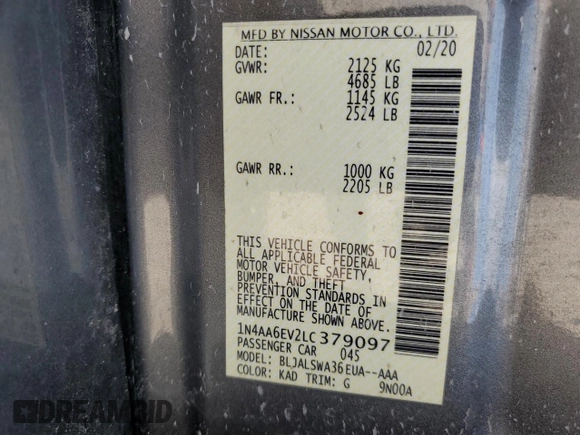 MFD BY NISSAN MOTOR CO., LTD.
DATE: 02/20
GVWR: 2125 KG
4685 LB
GAWR FR.: 1145 KG
2524 LB
GAWR RR.: 1000 KG
2205 LB
THIS VEHICLE CONFORMS TO
ALL APPLICABLE FEDERAL
MOTOR VEHICLE SAFETY,
BUMPER, AND THEFT
PREVENTION STANDARDS IN
EFFECT ON THE DATE OF
MANUFACTURE SHOWN ABOVE.
1N4AA6EV2LC379097
PASSENGER CAR 045
MODEL: BLJALSWA36EUA--AAA
COLOR: KAD TRIM: G 9N00A
DREAMBID